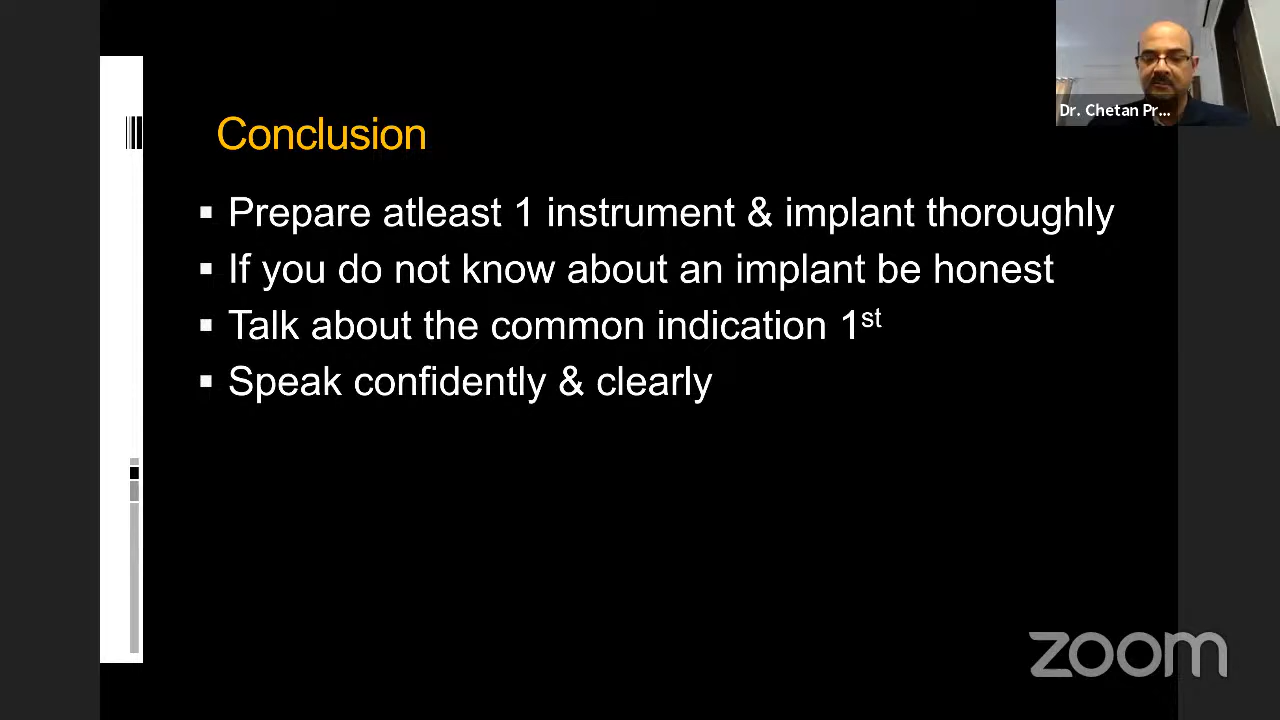 Dr. Chetan Pr...
Conclusion
Prepare atleast 1 instrument & implant thoroughly
If you do not know about an implant be honest
Talk about the common indication 1st
Speak confidently & clearly
zoom